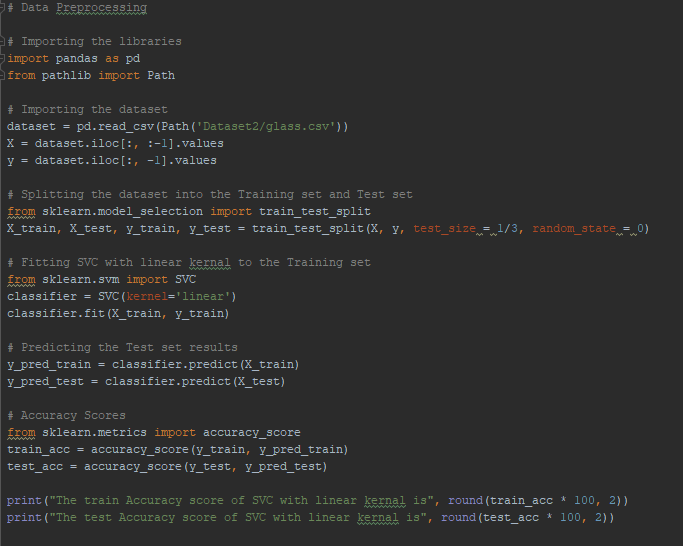 # Data Preprocessing
# Importing the libraries
import pandas as pd
from pathlib import Path
# Importing the dataset
dataset = pd.read_csv(Path('Dataset2/glass.csv'))
X = dataset.iloc[:, :-1].values
y = dataset.iloc[:, -1].values
# Splitting the dataset into the Training set and Test set
from sklearn.model_selection import train_test_split
X_train, X_test, y_train, y_test = train_test_split(X, y, test_size = 1/3, random_state = 0)
# Fitting SVC with linear kernal to the Training set
from sklearn.svm import SVC
classifier = SVC(kernel='linear')
classifier.fit(X_train, y_train)
# Predicting the Test set results
y_pred_train = classifier.predict(X_train)
y_pred_test = classifier.predict(X_test)
# Accuracy Scores
from sklearn.metrics import accuracy_score
train_acc = accuracy_score(y_train, y_pred_train)
test_acc = accuracy_score(y_test, y_pred_test)
print("The train Accuracy score of SVC with linear kernal is", round(train_acc * 100, 2))
print("The test Accuracy score of SVC with linear kernal is", round(test_acc * 100, 2))